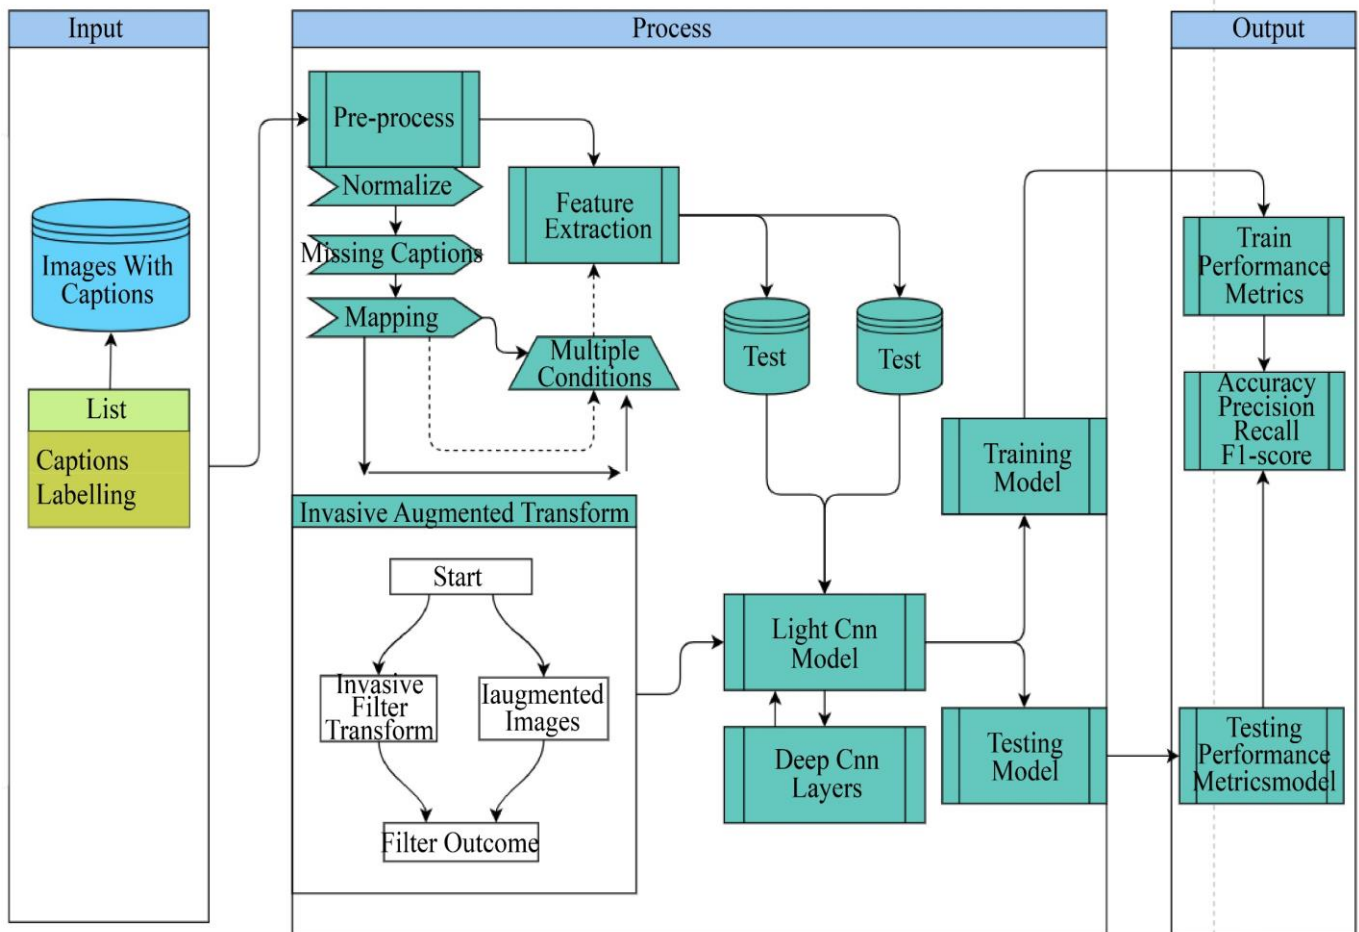 Input
Images With
Captions
List
Captions
Labelling
Process
Pre-process
Normalize
Missing Captions
Mapping
Feature
Extraction
Multiple
Conditions
Test
Test
Invasive Augmented Transform
Start
Invasive
Filter
Transform
Iaugmented
Images
Filter Outcome
Light Cnn
Model
Deep Cnn
Layers
Training
Model
Testing
Model
Output
Train
Performance
Metrics
Accuracy
Precision
Recall
F1-score
Testing
Performance
Metricsmodel